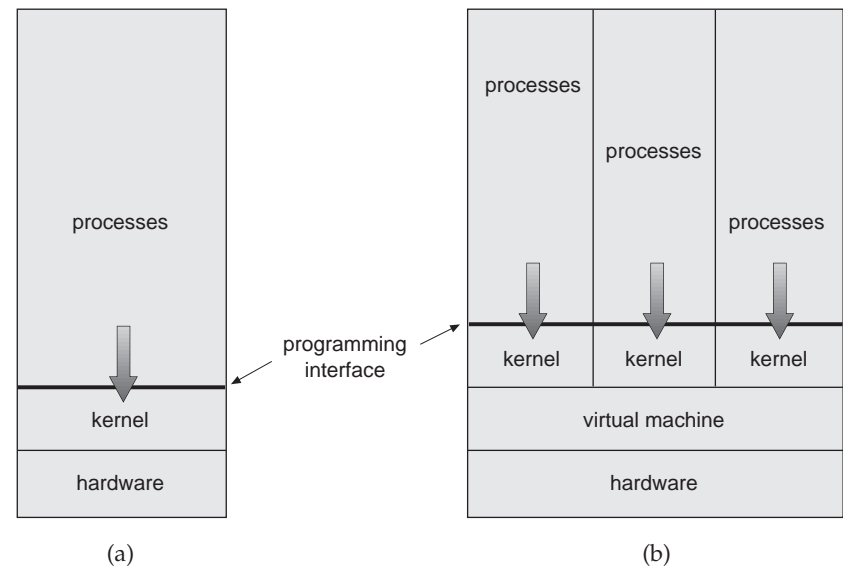 processes
kernel
hardware
(a)
programming
interface
processes
processes
processes
kernel
kernel
kernel
virtual machine
hardware
(b)